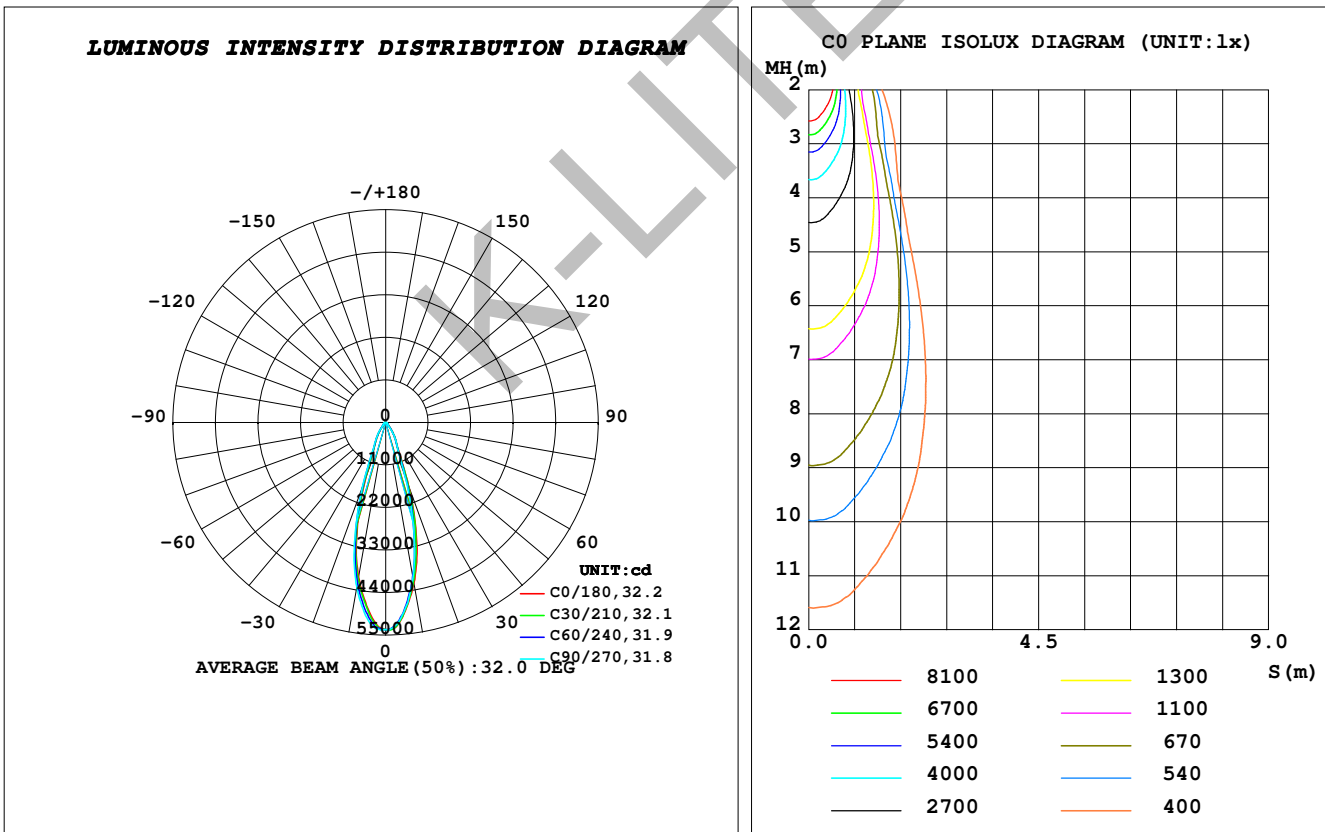 LUMINOUS INTENSITY DISTRIBUTION DIAGRAM
-/+180
-150 150
-120 120
-90 90
-60 60
-30 30
0
0
11000
22000
33000
44000
55000
UNIT:cd
C0/180,32.2
C30/210,32.1
C60/240,31.9
C90/270,31.8
AVERAGE BEAM ANGLE(50%):32.0 DEG
K-LITE
C0 PLANE ISOLUX DIAGRAM (UNIT:lx)
MH(m)
2
3
4
5
6
7
8
9
10
11
12
0.0 4.5 9.0
S(m)
8100 1300
6700 1100
5400 670
4000 540
2700 400